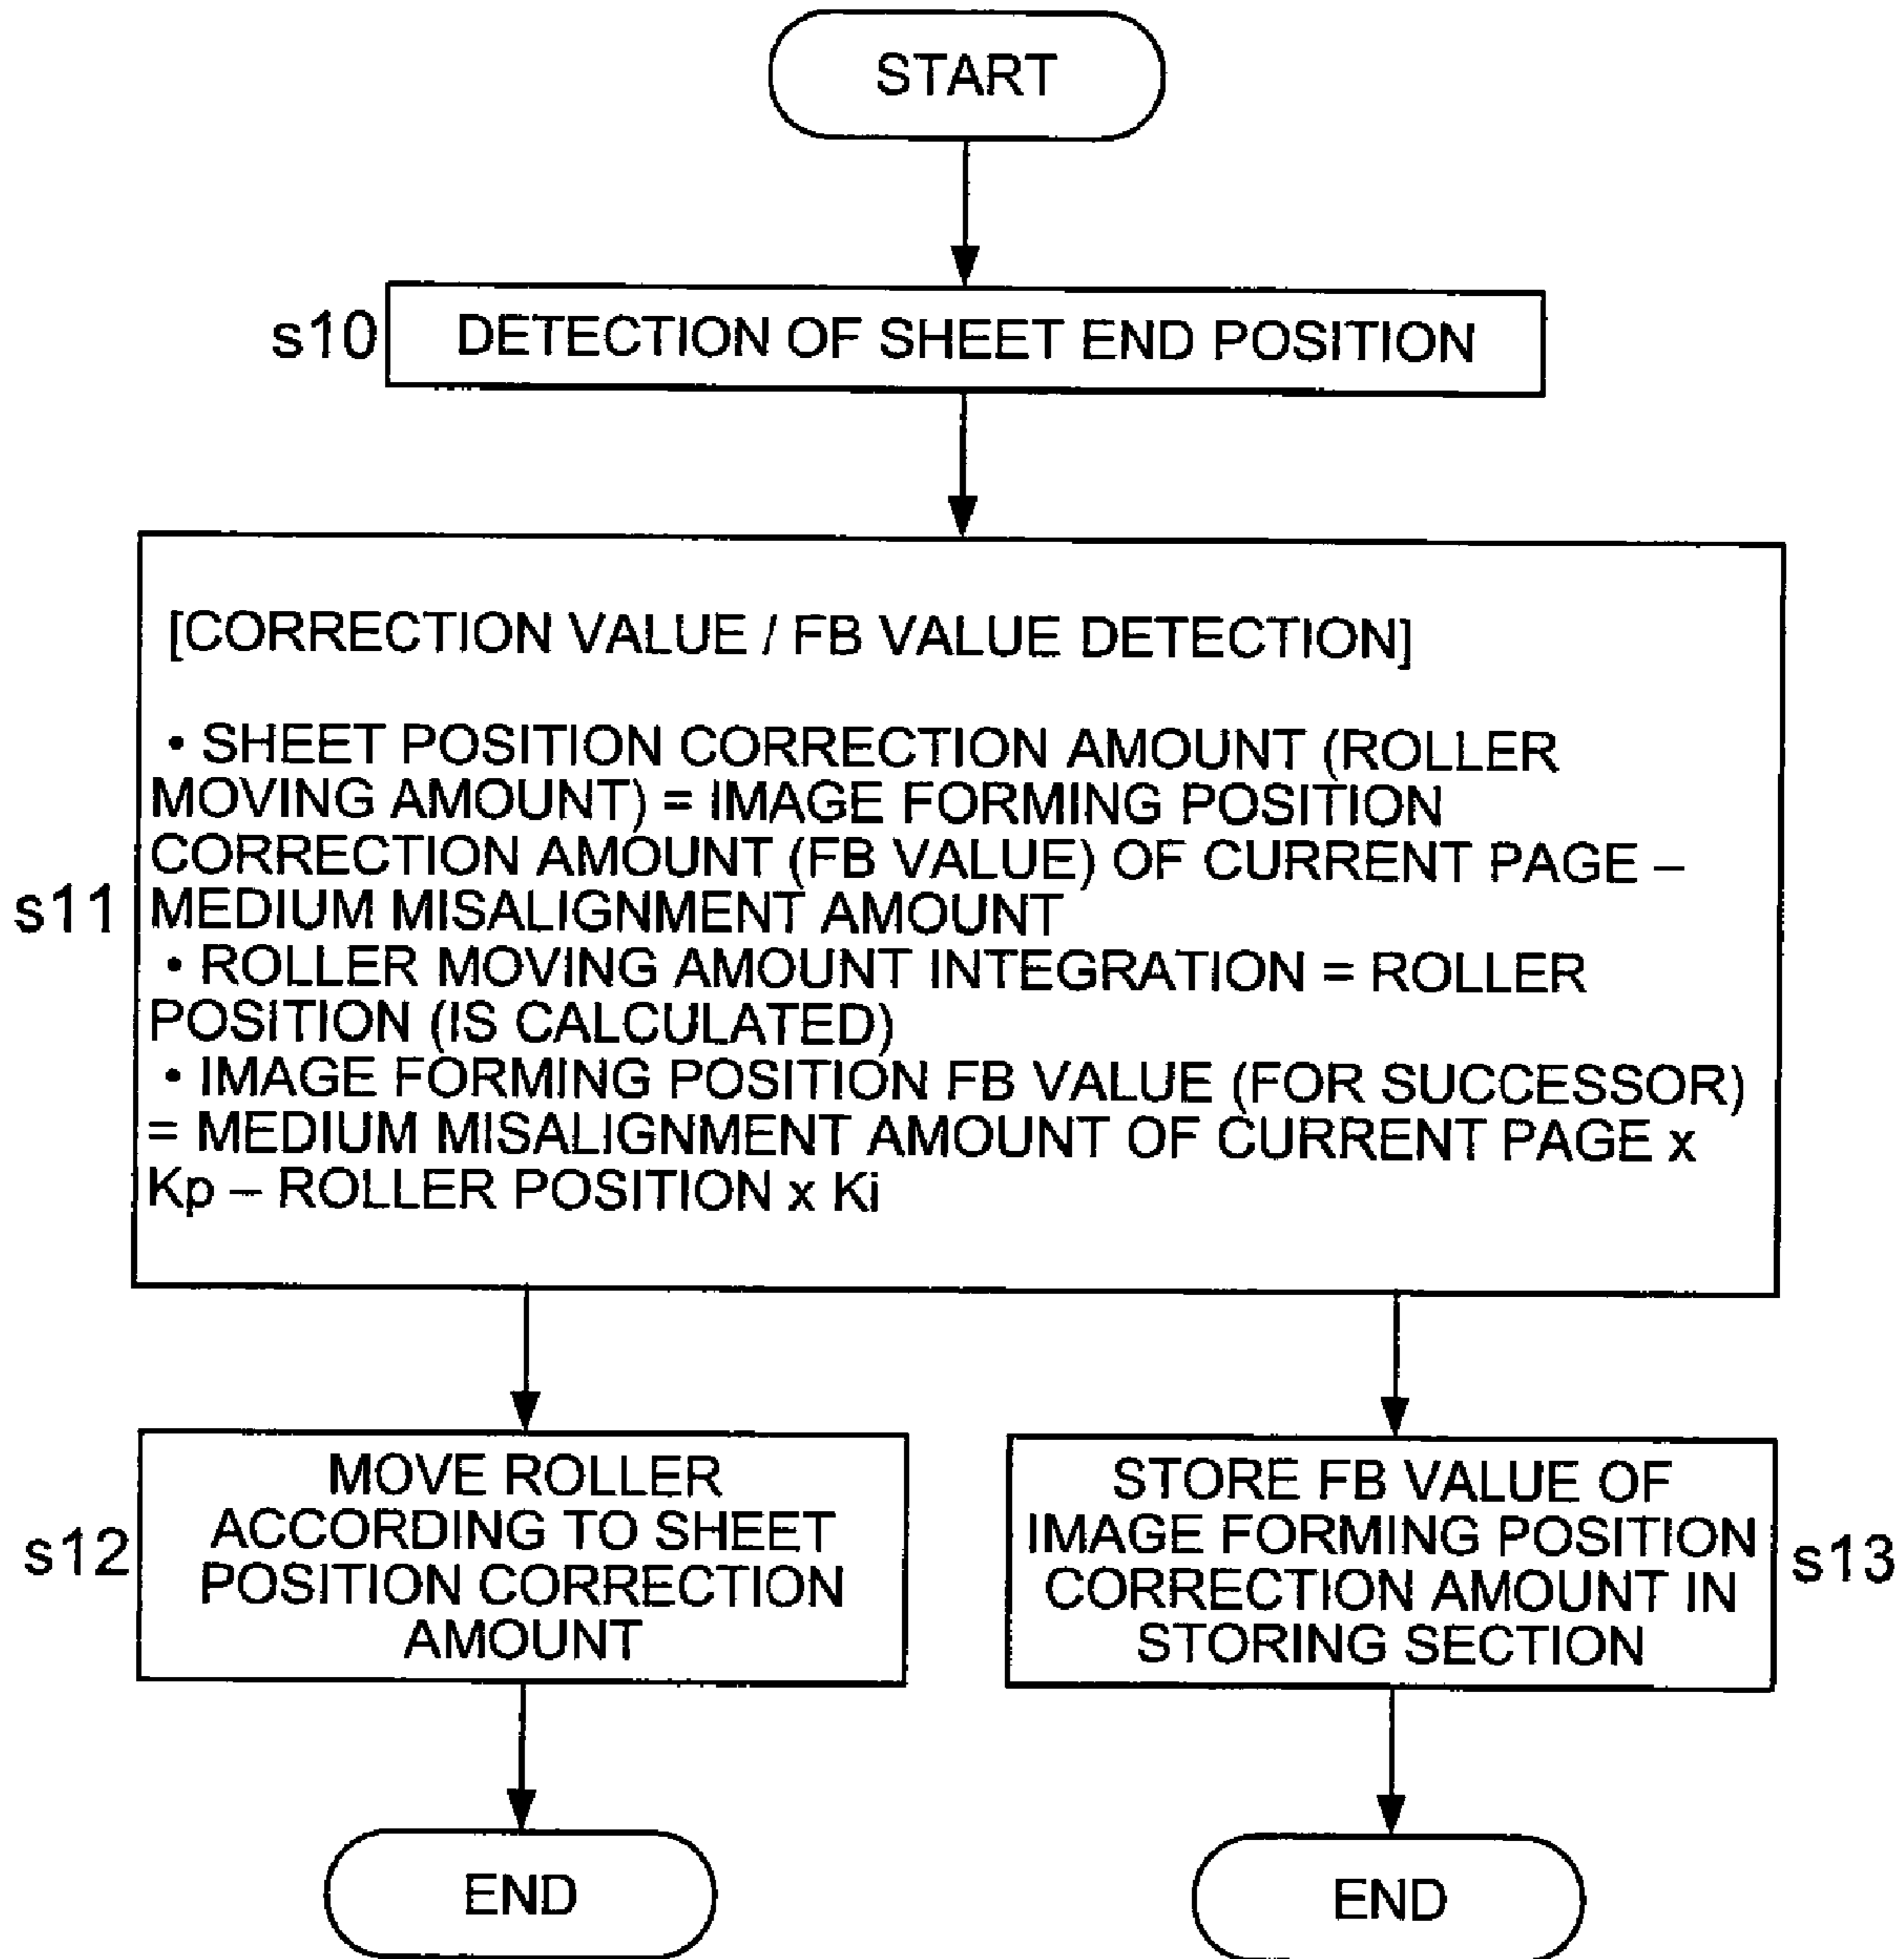 START
s10
DETECTION OF SHEET END POSITION
s11
[CORRECTION VALUE / FB VALUE DETECTION]
• SHEET POSITION CORRECTION AMOUNT (ROLLER
MOVING AMOUNT) = IMAGE FORMING POSITION
CORRECTION AMOUNT (FB VALUE) OF CURRENT PAGE –
MEDIUM MISALIGNMENT AMOUNT
• ROLLER MOVING AMOUNT INTEGRATION = ROLLER
POSITION (IS CALCULATED)
• IMAGE FORMING POSITION FB VALUE (FOR SUCCESSOR)
= MEDIUM MISALIGNMENT AMOUNT OF CURRENT PAGE x
Kp – ROLLER POSITION x Ki
s12
MOVE ROLLER
ACCORDING TO SHEET
POSITION CORRECTION
AMOUNT
STORE FB VALUE OF
IMAGE FORMING POSITION
CORRECTION AMOUNT IN
STORING SECTION
s13
END
END